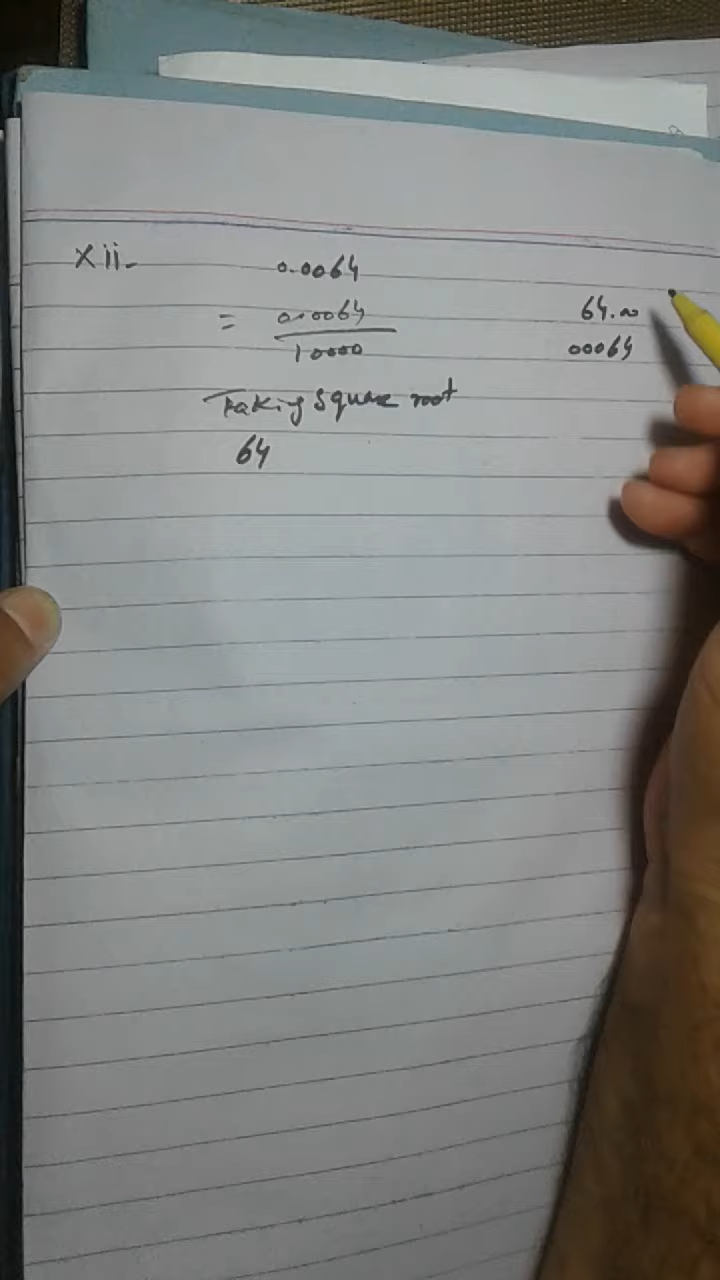 xii. 0.0064
= 0.0064 64.00
10000 00064
Taking square root
64